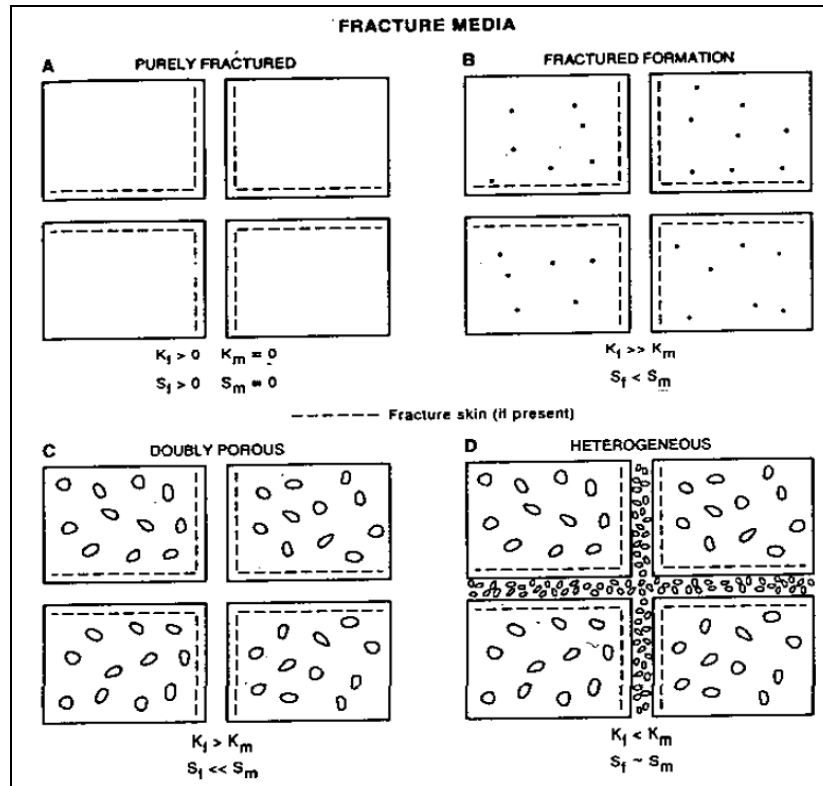 FRACTURE MEDIA
A PURELY FRACTURED
B FRACTURED FORMATION
Kf > 0 Km = 0
Sf > 0 Sm = 0
Kf >> Km
Sf < Sm
Fracture skin (if present)
C DOUBLY POROUS
D HETEROGENEOUS
Kf > Km
Sf << Sm
Kf < Km
Sf ~ Sm